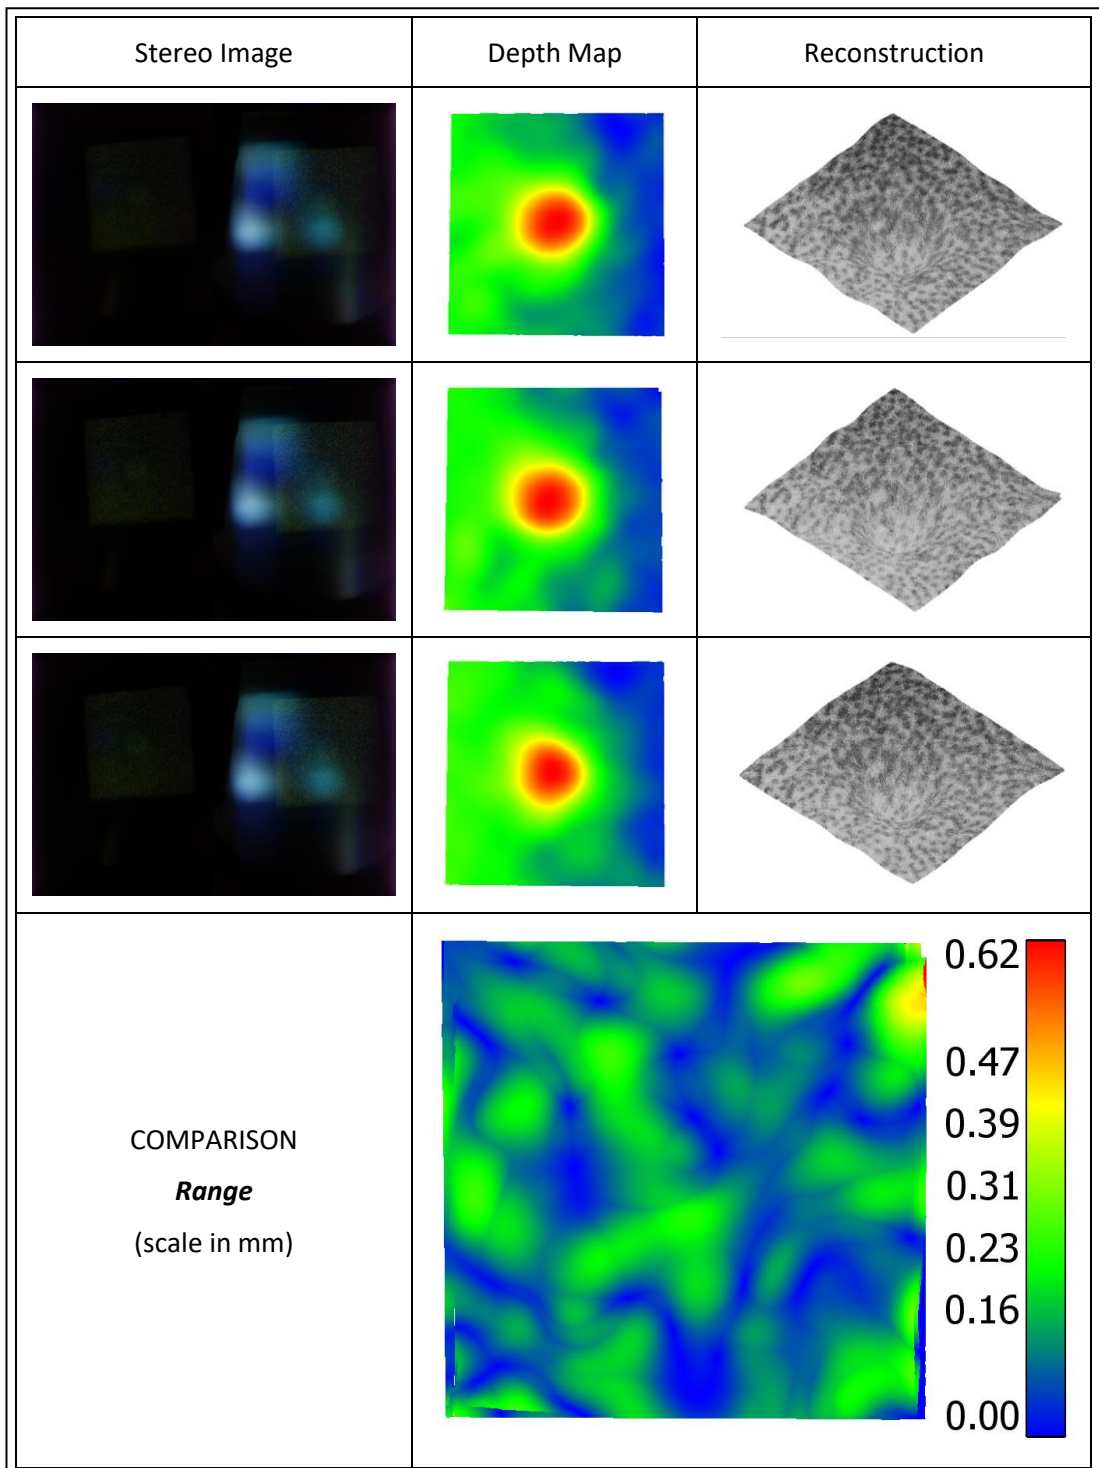 Stereo Image
Depth Map
Reconstruction
COMPARISON
Range
(scale in mm)
0.62
0.47
0.39
0.31
0.23
0.16
0.00